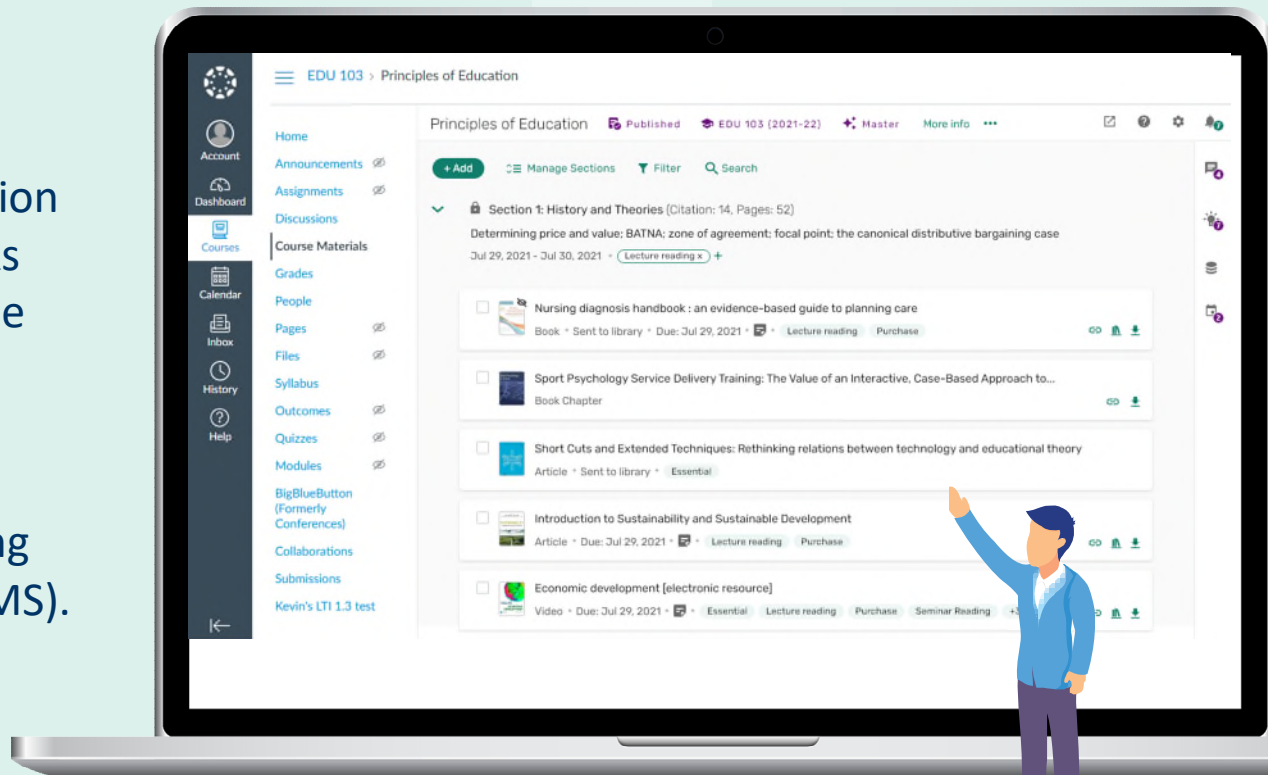 EDU 103 > Principles of Education
Account
Dashboard
Courses
Calendar
Inbox
History
Help
Home
Announcements
Assignments
Discussions
Course Materials
Grades
People
Pages
Files
Syllabus
Outcomes
Quizzes
Modules
BigBlueButton
(Formerly
Conferences)
Collaborations
Submissions
Kevin's LTI 1.3 test
Principles of Education Published EDU 103 (2021-22) Master More info •••
7
+ Add Manage Sections Filter Search
4
Section 1: History and Theories (Citation: 14, Pages: 52)
Determining price and value; BATNA; zone of agreement; focal point; the canonical distributive bargaining case
7
Jul 29, 2021 - Jul 30, 2021 • Lecture reading x +
Nursing diagnosis handbook : an evidence-based guide to planning care
2
Book • Sent to library • Due: Jul 29, 2021 • • Lecture reading Purchase
Sport Psychology Service Delivery Training: The Value of an Interactive, Case-Based Approach to...
Book Chapter
Short Cuts and Extended Techniques: Rethinking relations between technology and educational theory
Article • Sent to library • Essential
Introduction to Sustainability and Sustainable Development
Article • Due: Jul 29, 2021 • • Lecture reading Purchase
Economic development [electronic resource]
Video • Due: Jul 29, 2021 • • Essential Lecture reading Purchase Seminar Reading